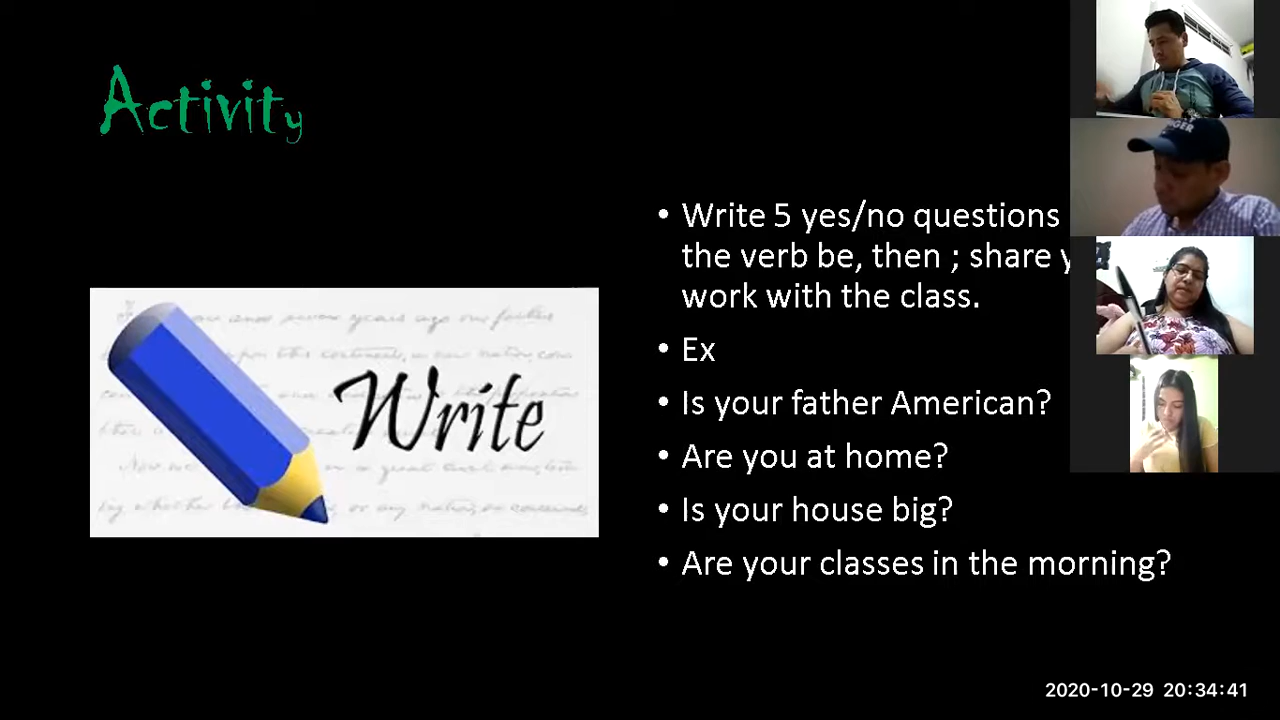 Activity
Write
• Write 5 yes/no questions
the verb be, then ; share
work with the class.
• Ex
• Is your father American?
• Are you at home?
• Is your house big?
• Are your classes in the morning?
2020-10-29 20:34:41